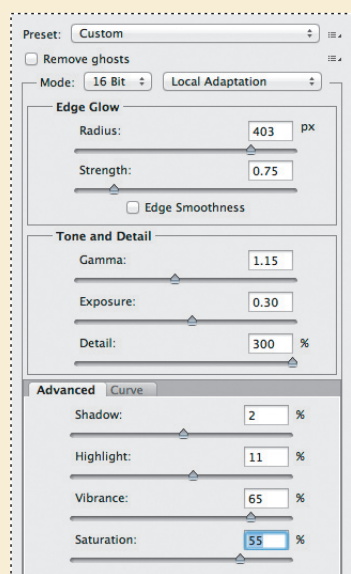 Preset: Custom
Remove ghosts
Mode: 16 Bit Local Adaptation
Edge Glow
Radius: 403 px
Strength: 0.75
Edge Smoothness
Tone and Detail
Gamma: 1.15
Exposure: 0.30
Detail: 300 %
Advanced Curve
Shadow: 2 %
Highlight: 11 %
Vibrance: 65 %
Saturation: 55 %